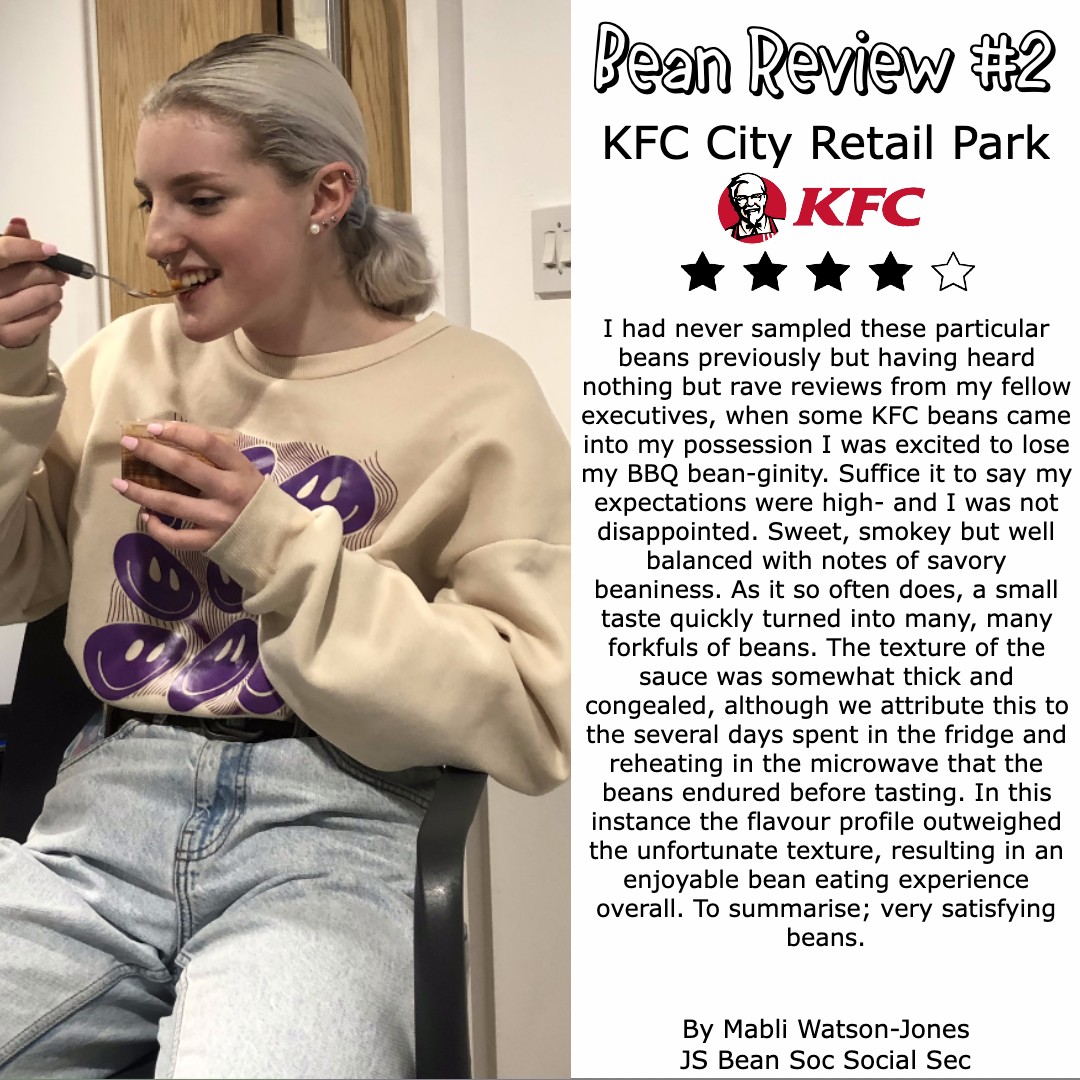 Bean Review #2
KFC City Retail Park
KFC
I had never sampled these particular
beans previously but having heard
nothing but rave reviews from my fellow
executives, when some KFC beans came
into my possession I was excited to lose
my BBQ bean-ginity. Suffice it to say my
expectations were high- and I was not
disappointed. Sweet, smokey but well
balanced with notes of savory
beaniness. As it so often does, a small
taste quickly turned into many, many
forkfuls of beans. The texture of the
sauce was somewhat thick and
congealed, although we attribute this to
the several days spent in the fridge and
reheating in the microwave that the
beans endured before tasting. In this
instance the flavour profile outweighed
the unfortunate texture, resulting in an
enjoyable bean eating experience
overall. To summarise; very satisfying
beans.
By Mabli Watson-Jones
JS Bean Soc Social Sec